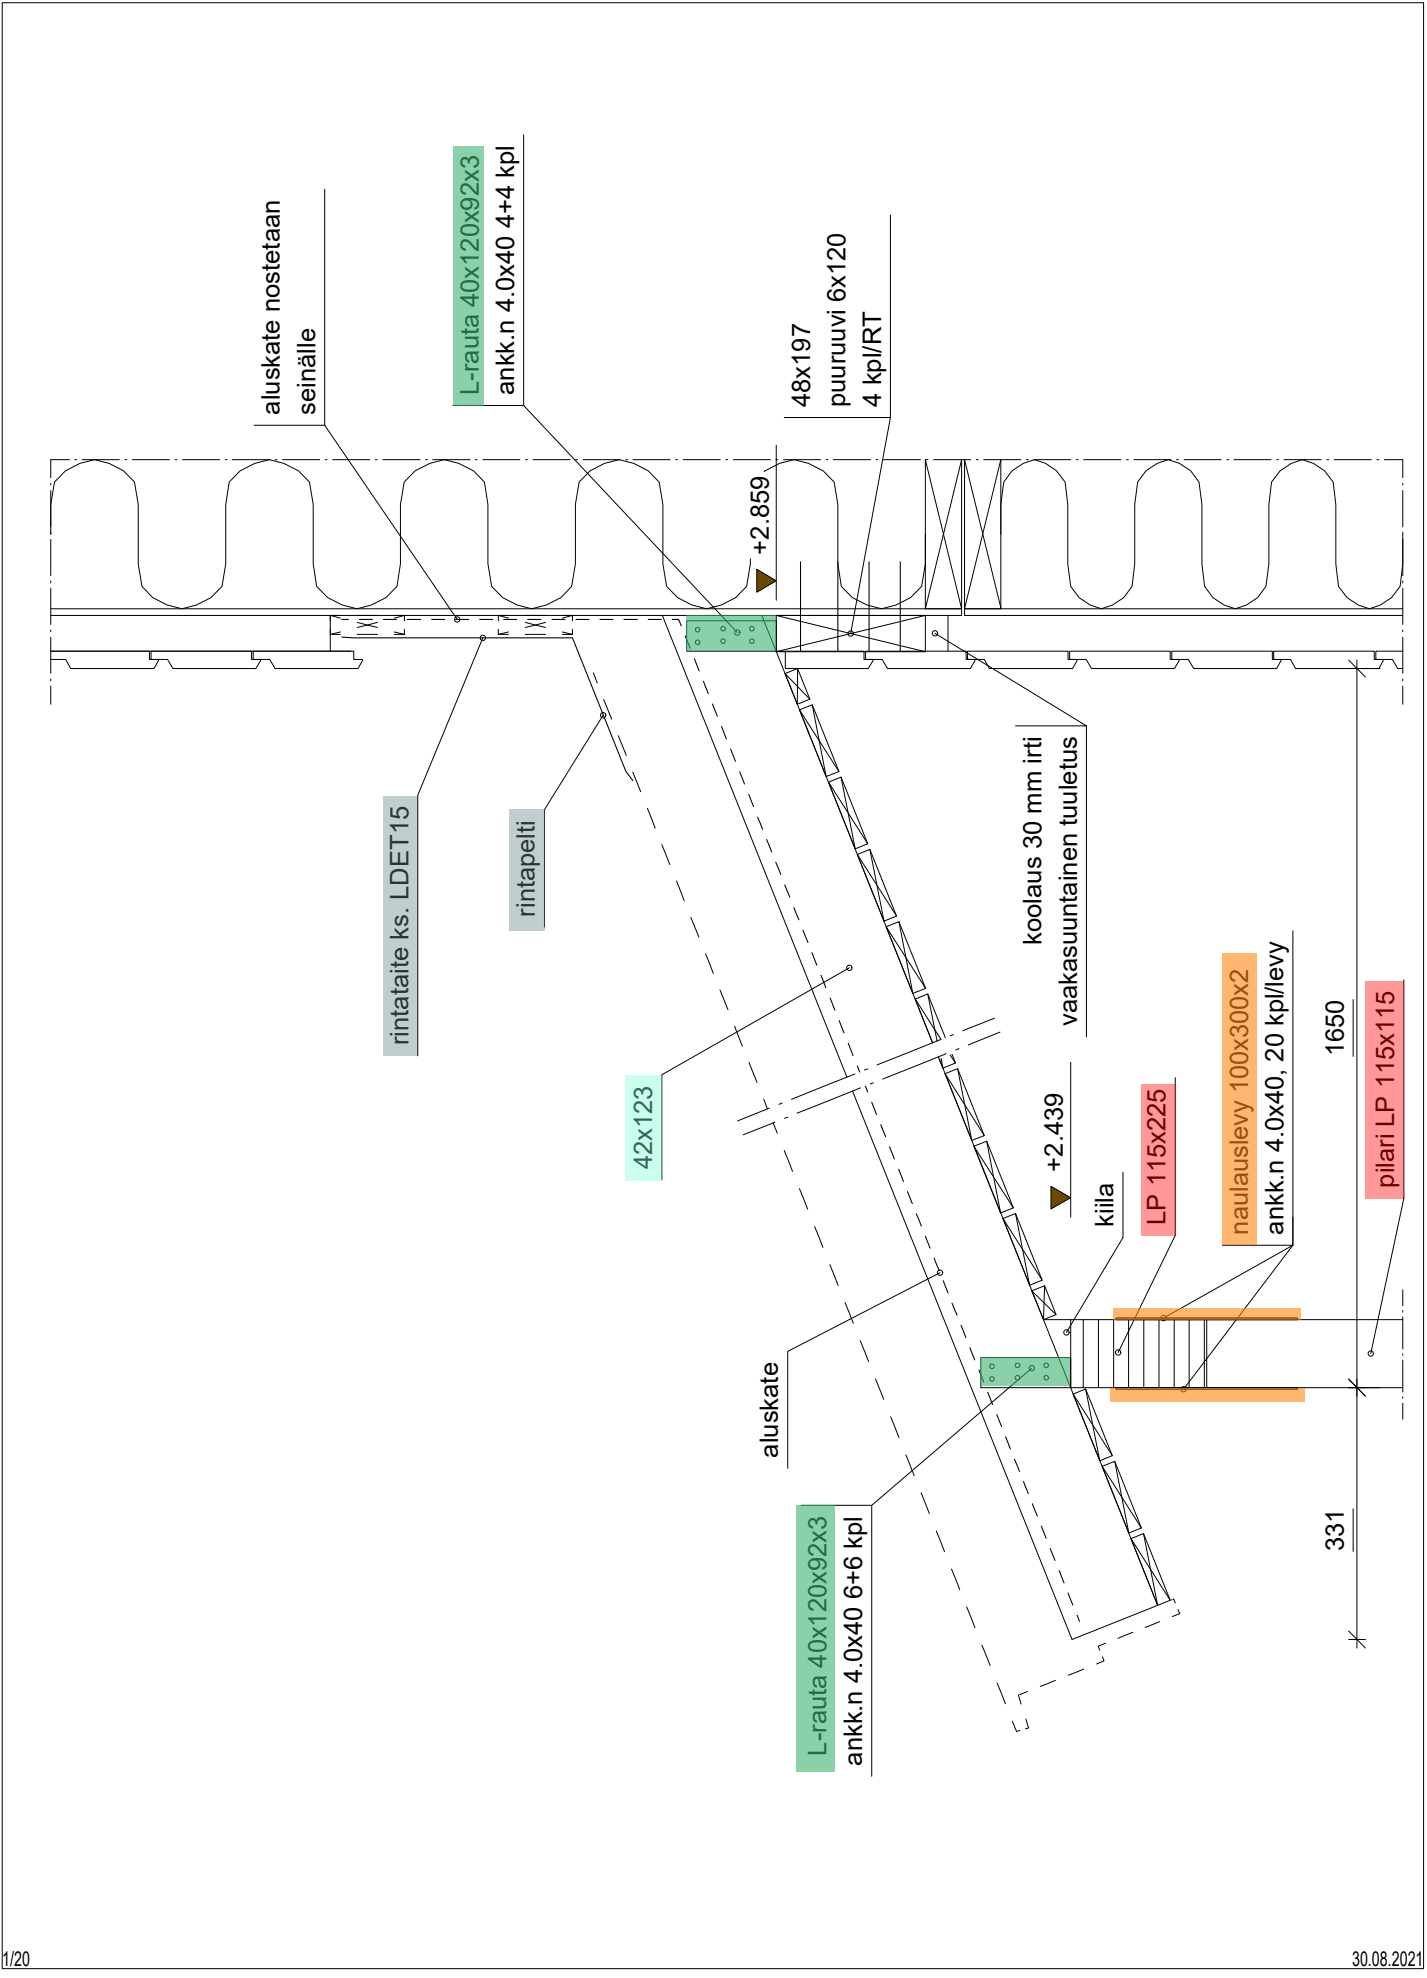 aluskate nostetaan
seinälle
L-rauta 40x120x92x3
ankk.n 4.0x40 4+4 kpl
+2.859
48x197
puuruuvi 6x120
4 kpl/RT
rintataite ks. LDET15
rintapelti
42x123
koolaus 30 mm irti
vaakasuuntainen tuuletus
+2.439
kiila
LP 115x225
naulauslevy 100x300x2
ankk.n 4.0x40, 20 kpl/levy
1650
pilari LP 115x115
aluskate
L-rauta 40x120x92x3
ankk.n 4.0x40 6+6 kpl
331
1/20
30.08.2021